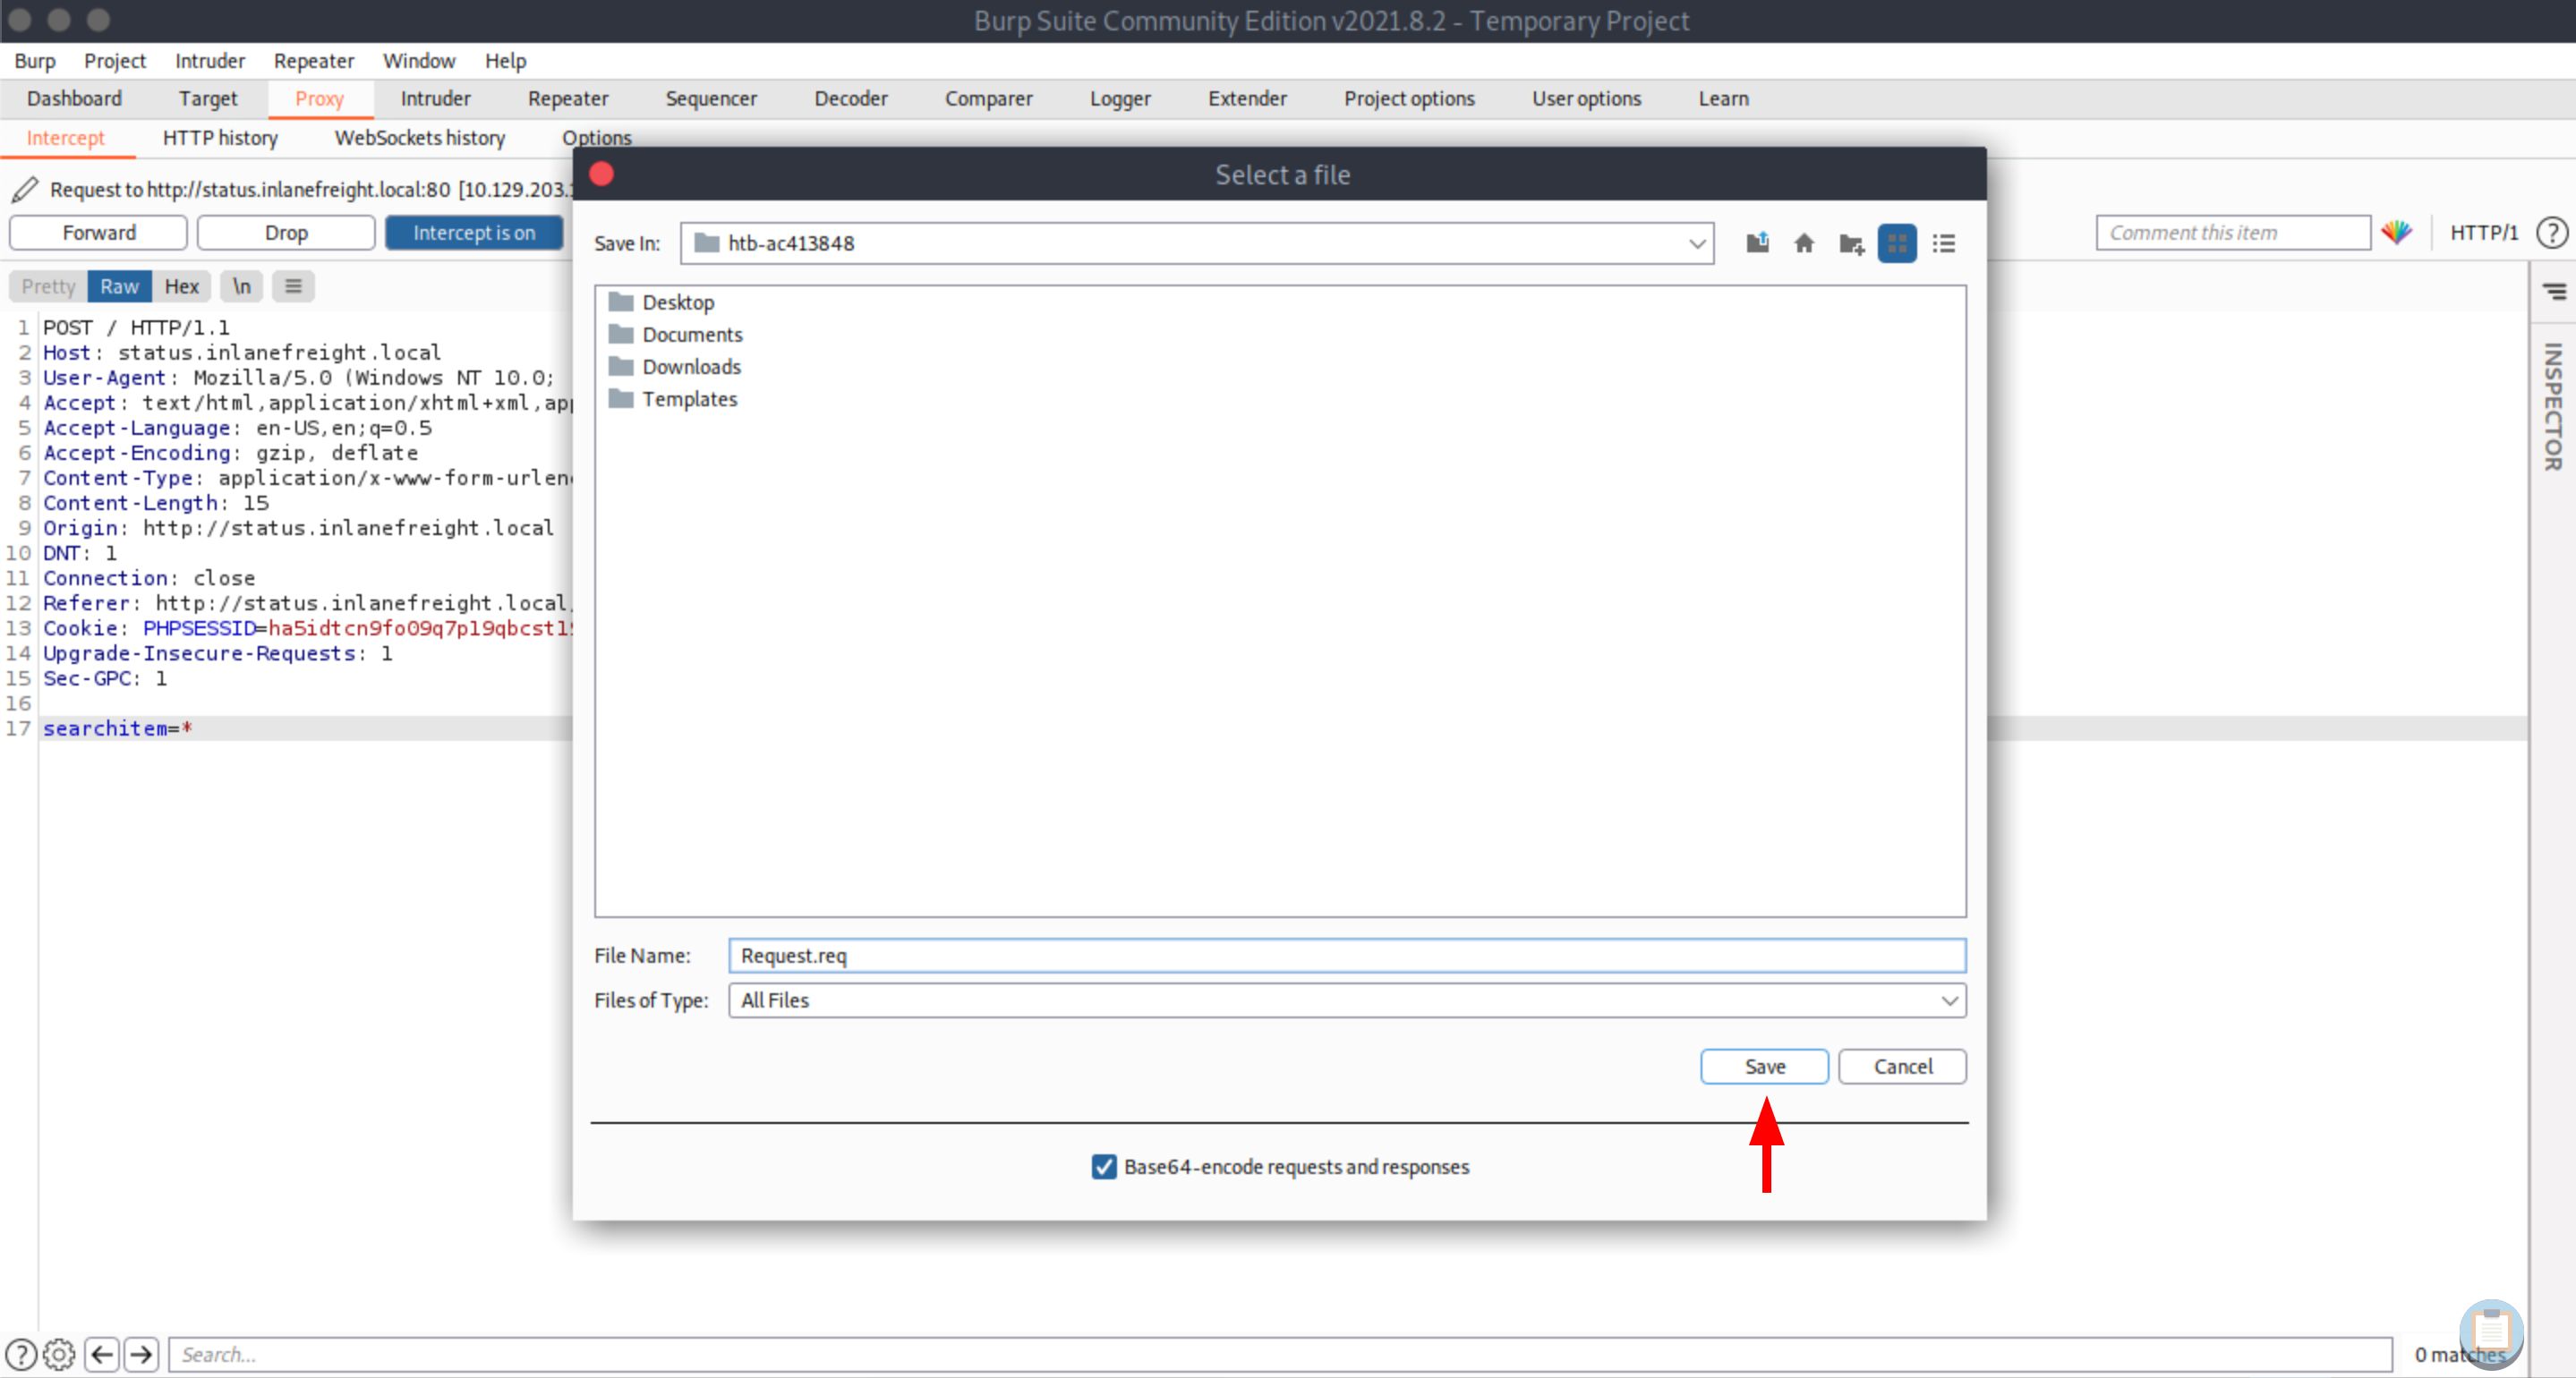 Burp Suite Community Edition v2021.8.2 - Temporary Project
Burp Project Intruder Repeater Window Help
Dashboard Target Proxy Intruder Repeater Sequencer Decoder Comparer Logger Extender Project options User options Learn
Intercept HTTP history WebSockets history Options
Request to http://status.inlanefreight.local:80 [10.129.203.
Forward Drop Intercept is on
Comment this item HTTP/1 ?
Pretty Raw Hex \n
INSPECTOR
1 POST / HTTP/1.1
2 Host: status.inlanefreight.local
3 User-Agent: Mozilla/5.0 (Windows NT 10.0;
4 Accept: text/html,application/xhtml+xml,ap
5 Accept-Language: en-US,en;q=0.5
6 Accept-Encoding: gzip, deflate
7 Content-Type: application/x-www-form-urlen
8 Content-Length: 15
9 Origin: http://status.inlanefreight.local
10 DNT: 1
11 Connection: close
12 Referer: http://status.inlanefreight.local
13 Cookie: PHPSESSID=ha5idtcn9fo09q7pl9qbcst1
14 Upgrade-Insecure-Requests: 1
15 Sec-GPC: 1
16
17 searchitem=*
Select a file
Save In: htb-ac413848
Desktop
Documents
Downloads
Templates
File Name: Request.req
Files of Type: All Files
Save Cancel
Base64-encode requests and responses
? Search... 0 matches